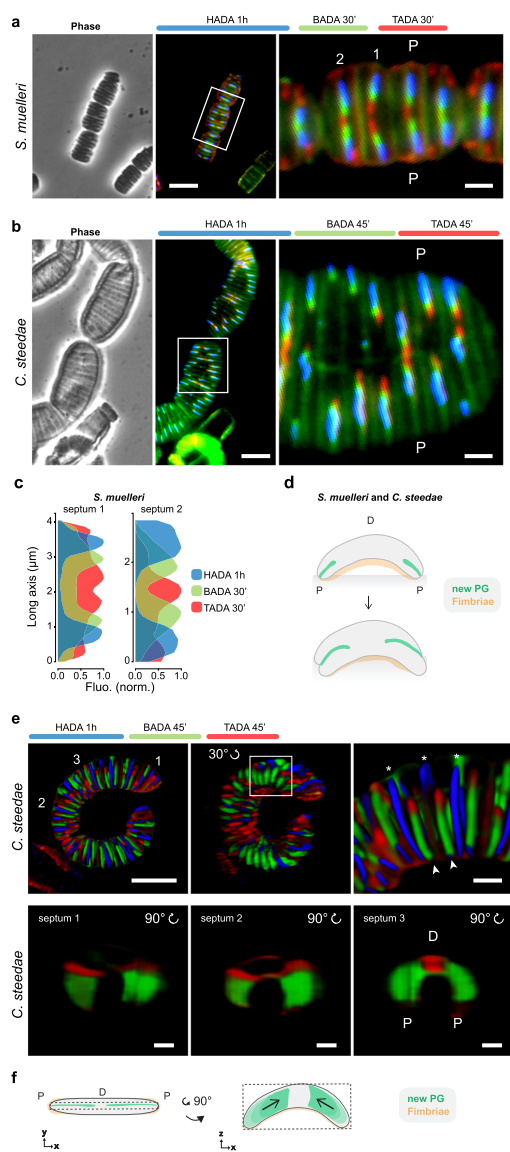 a
Phase
HADA 1h
BADA 30'
TADA 30'
S. muelleri
2
1
P
P
b
Phase
HADA 1h
BADA 45'
TADA 45'
C. steedae
P
P
c
S. muelleri
septum 1
septum 2
Long axis (µm)
4
3
2
1
0
4
2
0
0.0
0.5
1.0
0.0
0.5
1.0
Fluo. (norm.)
HADA 1h
BADA 30'
TADA 30'
d
S. muelleri and C. steedae
D
P
P
new PG
Fimbriae
e
HADA 1h
BADA 45'
TADA 45'
C. steedae
3
1
2
30°
*
*
*
C. steedae
septum 1
90°
septum 2
90°
septum 3
90°
D
P
P
f
P
D
P
90°
y
x
z
x
new PG
Fimbriae